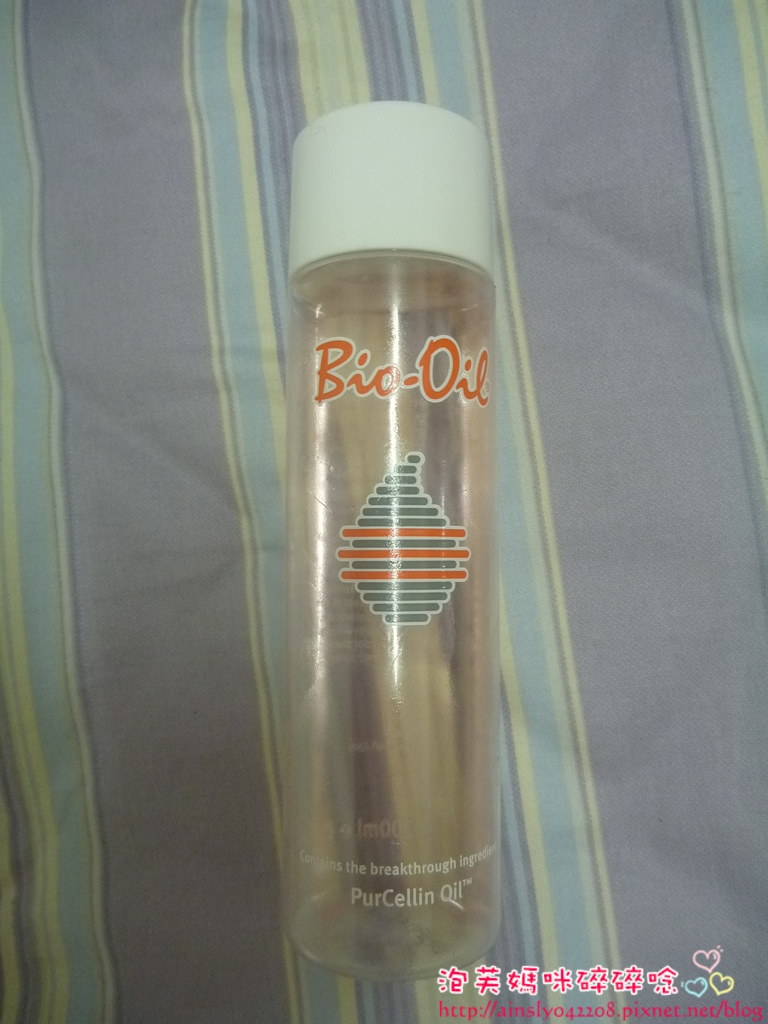 Bio-Oil
Contains the breakthrough ingredient
PurCellin Oil™
泡芙媽咪碎碎唸
http://ainsly042208.pixnet.net/blog